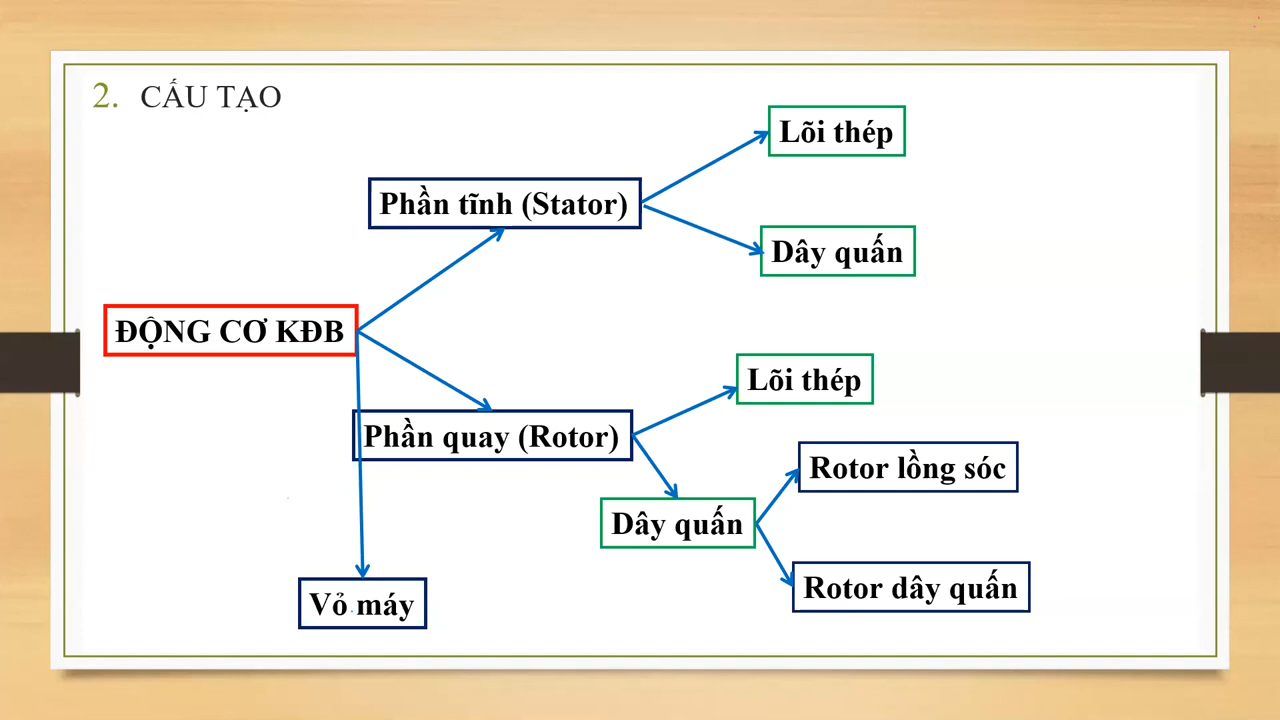 2. CẤU TẠO
Lõi thép
Phần tĩnh (Stator)
Dây quấn
ĐỘNG CƠ KĐB
Lõi thép
Phần quay (Rotor)
Rotor lồng sóc
Dây quấn
Rotor dây quấn
Vỏ máy